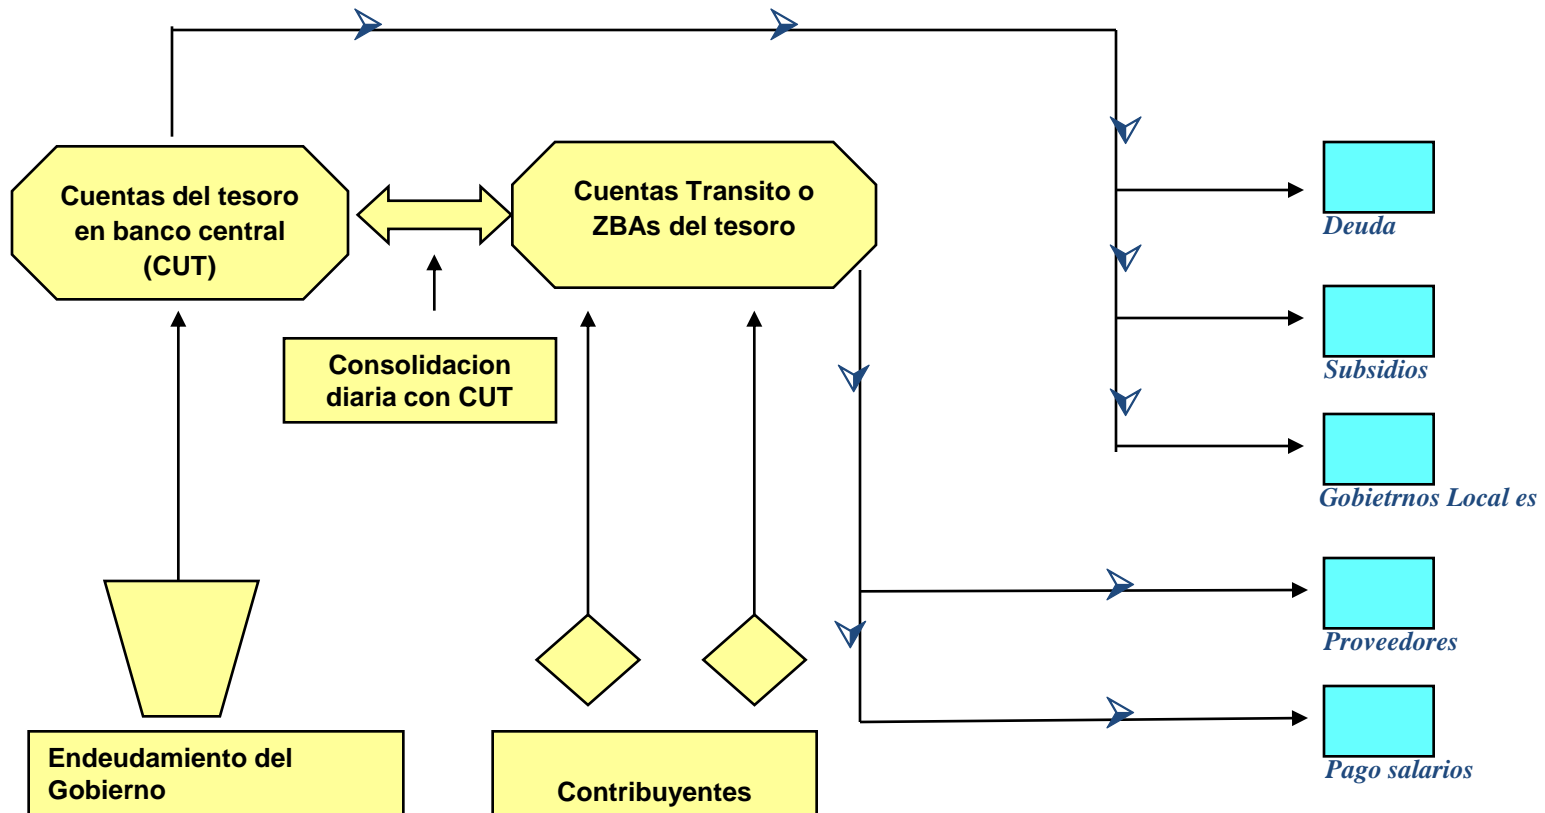 Cuentas del tesoro
en banco central
(CUT)
Cuentas Transito o
ZBAs del tesoro
Consolidacion
diaria con CUT
Deuda
Subsidios
Gobietrnos Local es
Proveedores
Pago salarios
Endeudamiento del
Gobierno
Contribuyentes